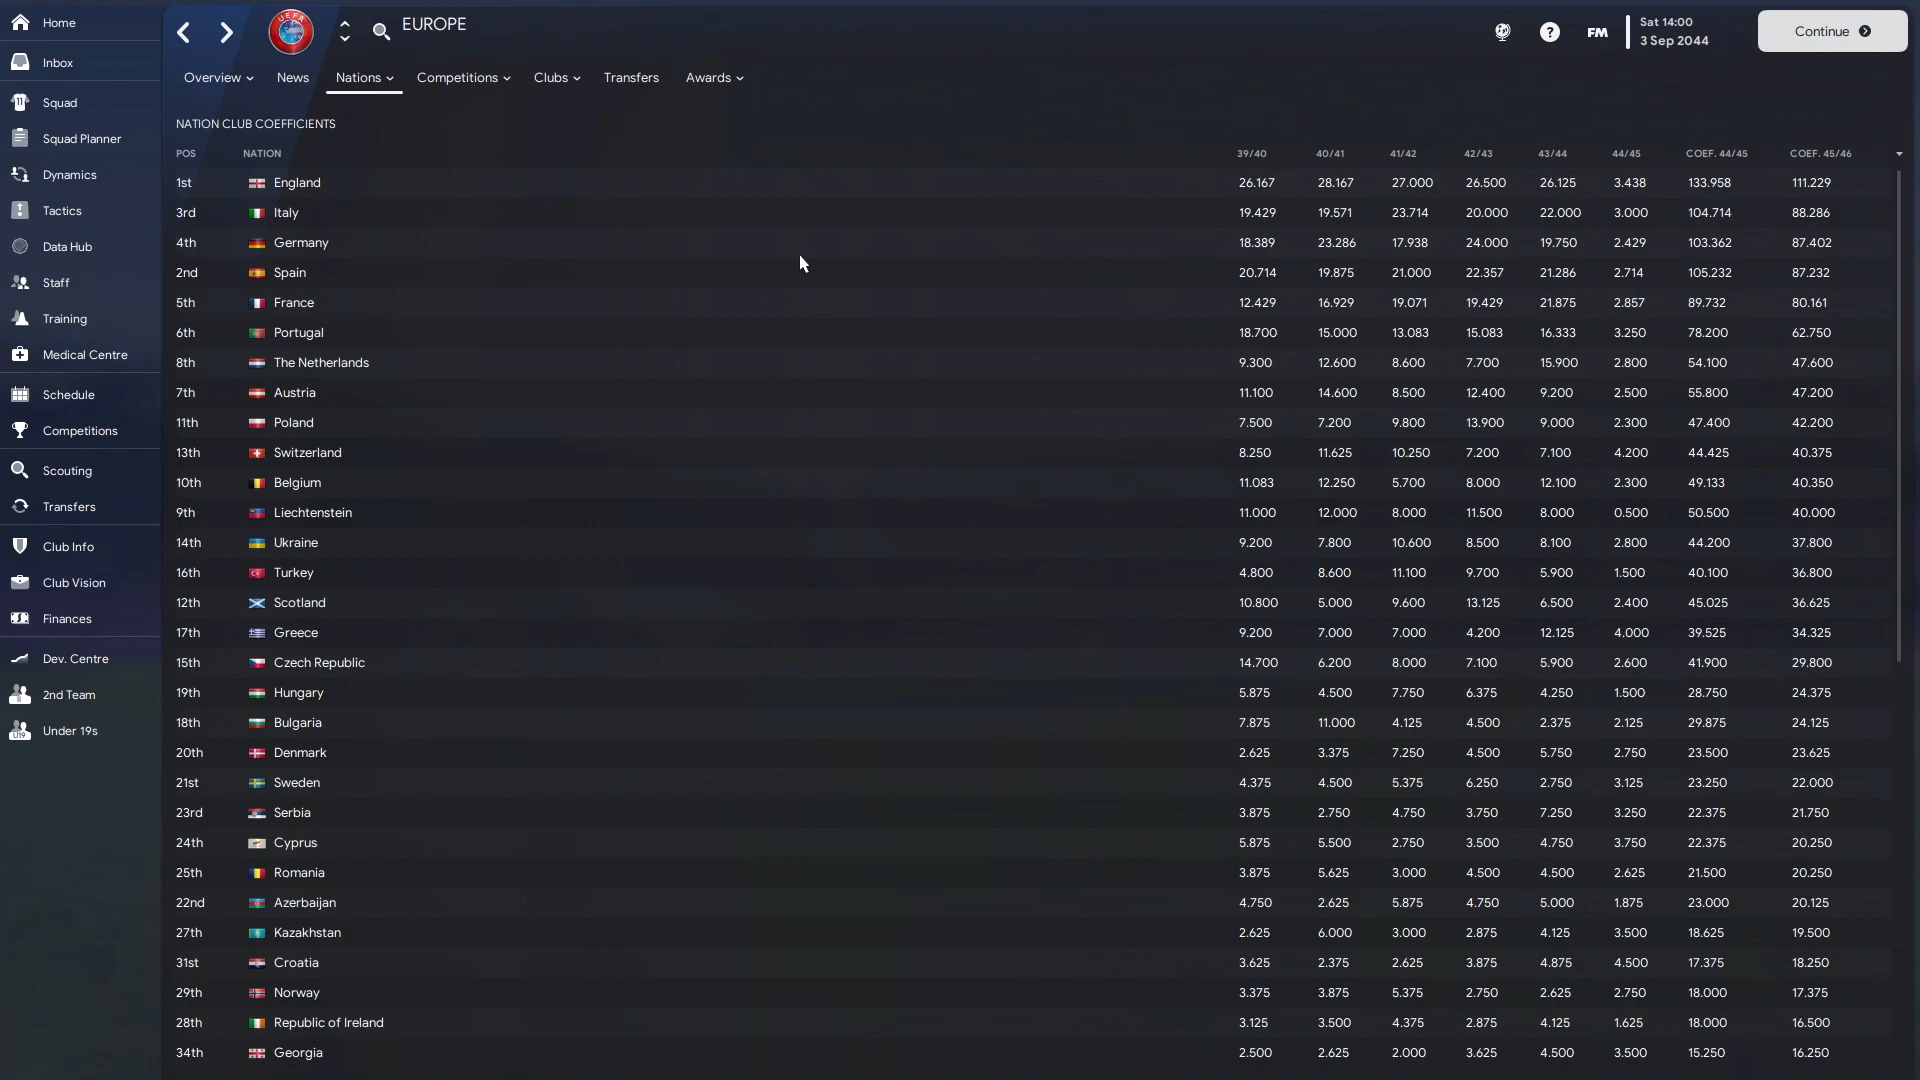 Home
Inbox
Squad
Squad Planner
Dynamics
Tactics
Data Hub
Staff
Training
Medical Centre
Schedule
Competitions
Scouting
Transfers
Club Info
Club Vision
Finances
Dev. Centre
2nd Team
Under 19s
EUROPE
FM
Sat 14:00
3 Sep 2044
Continue
Overview News Nations Competitions Clubs Transfers Awards
NATION CLUB COEFFICIENTS
POS NATION 39/40 40/41 41/42 42/43 43/44 44/45 COEF. 44/45 COEF. 45/46
1st England 26.167 28.167 27.000 26.500 26.125 3.438 133.958 111.229
3rd Italy 19.429 19.571 23.714 20.000 22.000 3.000 104.714 88.286
4th Germany 18.389 23.286 17.938 24.000 19.750 2.429 103.362 87.402
2nd Spain 20.714 19.875 21.000 22.357 21.286 2.714 105.232 87.232
5th France 12.429 16.929 19.071 19.429 21.875 2.857 89.732 80.161
6th Portugal 18.700 15.000 13.083 15.083 16.333 3.250 78.200 62.750
8th The Netherlands 9.300 12.600 8.600 7.700 15.900 2.800 54.100 47.600
7th Austria 11.100 14.600 8.500 12.400 9.200 2.500 55.800 47.200
11th Poland 7.500 7.200 9.800 13.900 9.000 2.300 47.400 42.200
13th Switzerland 8.250 11.625 10.250 7.200 7.100 4.200 44.425 40.375
10th Belgium 11.083 12.250 5.700 8.000 12.100 2.300 49.133 40.350
9th Liechtenstein 11.000 12.000 8.000 11.500 8.000 0.500 50.500 40.000
14th Ukraine 9.200 7.800 10.600 8.500 8.100 2.800 44.200 37.800
16th Turkey 4.800 8.600 11.100 9.700 5.900 1.500 40.100 36.800
12th Scotland 10.800 5.000 9.600 13.125 6.500 2.400 45.025 36.625
17th Greece 9.200 7.000 7.000 4.200 12.125 4.000 39.525 34.325
15th Czech Republic 14.700 6.200 8.000 7.100 5.900 2.600 41.900 29.800
19th Hungary 5.875 4.500 7.750 6.375 4.250 1.500 28.750 24.375
18th Bulgaria 7.875 11.000 4.125 4.500 2.375 2.125 29.875 24.125
20th Denmark 2.625 3.375 7.250 4.500 5.750 2.750 23.500 23.625
21st Sweden 4.375 4.500 5.375 6.250 2.750 3.125 23.250 22.000
23rd Serbia 3.875 2.750 4.750 3.750 7.250 3.250 22.375 21.750
24th Cyprus 5.875 5.500 2.750 3.500 4.750 3.750 22.375 20.250
25th Romania 3.875 5.625 3.000 4.500 4.500 2.625 21.500 20.250
22nd Azerbaijan 4.750 2.625 5.875 4.750 5.000 1.875 23.000 20.125
27th Kazakhstan 2.625 6.000 3.000 2.875 4.125 3.500 18.625 19.500
31st Croatia 3.625 2.375 2.625 3.875 4.875 4.500 17.375 18.250
29th Norway 3.375 3.875 5.375 2.750 2.625 2.750 18.000 17.375
28th Republic of Ireland 3.125 3.500 4.375 2.875 4.125 1.625 18.000 16.500
34th Georgia 2.500 2.625 2.000 3.625 4.500 3.500 15.250 16.250